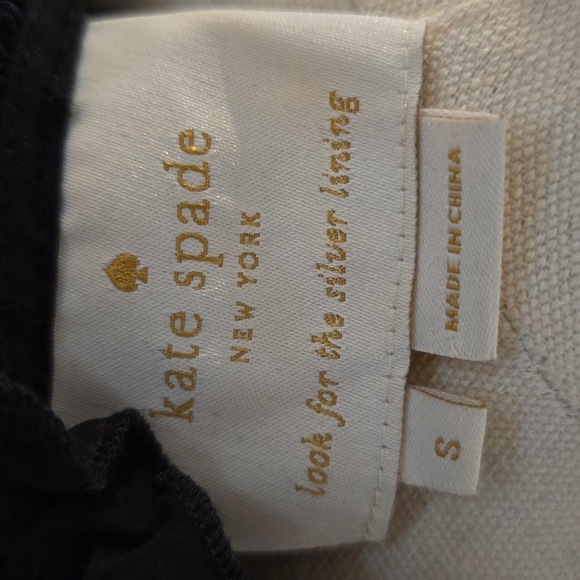 kate spade
NEW YORK
look for the silver lining
MADE IN CHINA
S